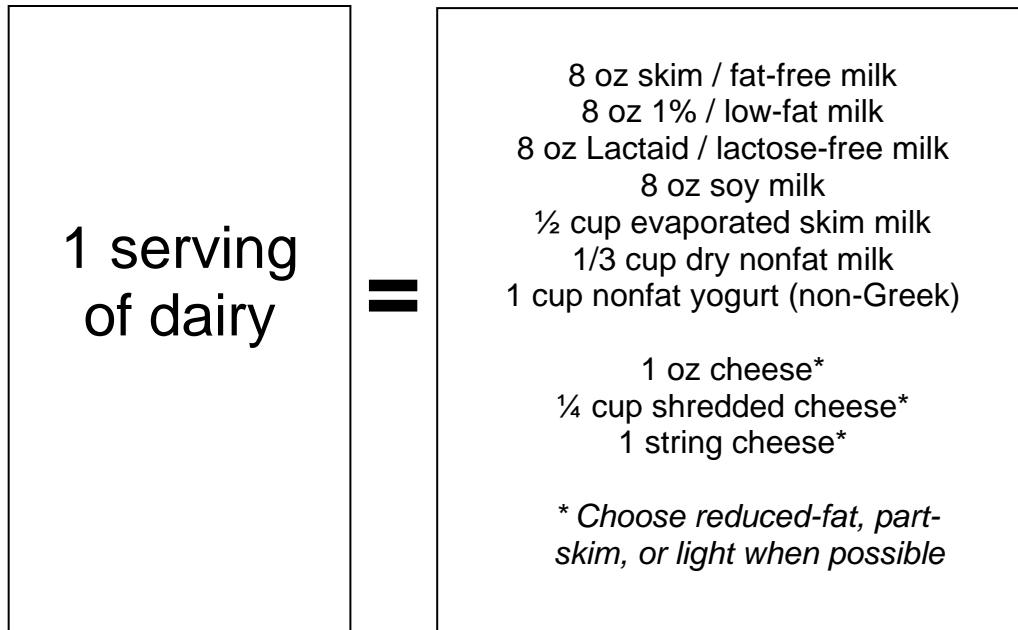 1 serving
of dairy
=
8 oz skim / fat-free milk
8 oz 1% / low-fat milk
8 oz Lactaid / lactose-free milk
8 oz soy milk
½ cup evaporated skim milk
1/3 cup dry nonfat milk
1 cup nonfat yogurt (non-Greek)
1 oz cheese*
¼ cup shredded cheese*
1 string cheese*
* Choose reduced-fat, part-
skim, or light when possible